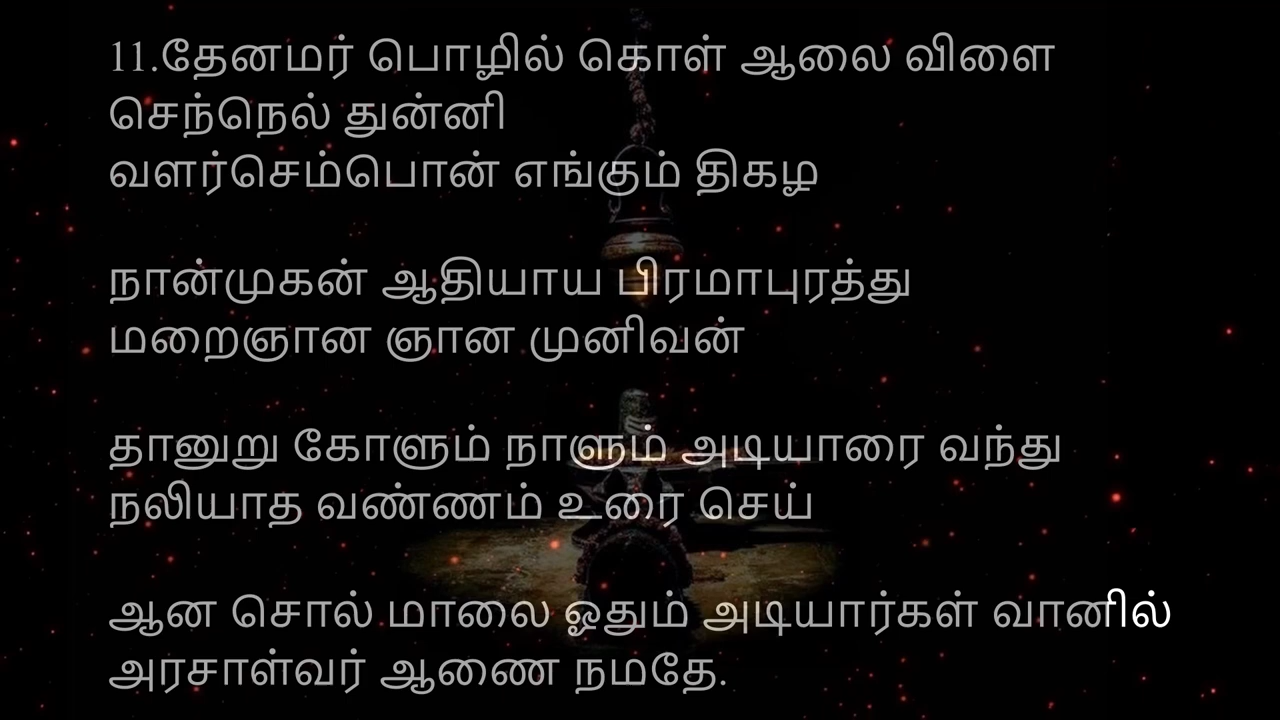 11.தேனமர் பொழில் கொள் ஆலை விளை
செந்நெல் துன்னி
வளர்செம்பொன் எங்கும் திகழ
நான்முகன் ஆதியாய பிரமாபுரத்து
மறைஞான ஞான முனிவன்
தானுறு கோளும் நாளும் அடியாரை வந்து
நலியாத வண்ணம் உரை செய்
ஆன சொல் மாலை ஓதும் அடியார்கள் வானில்
அரசாள்வர் ஆணை நமதே.